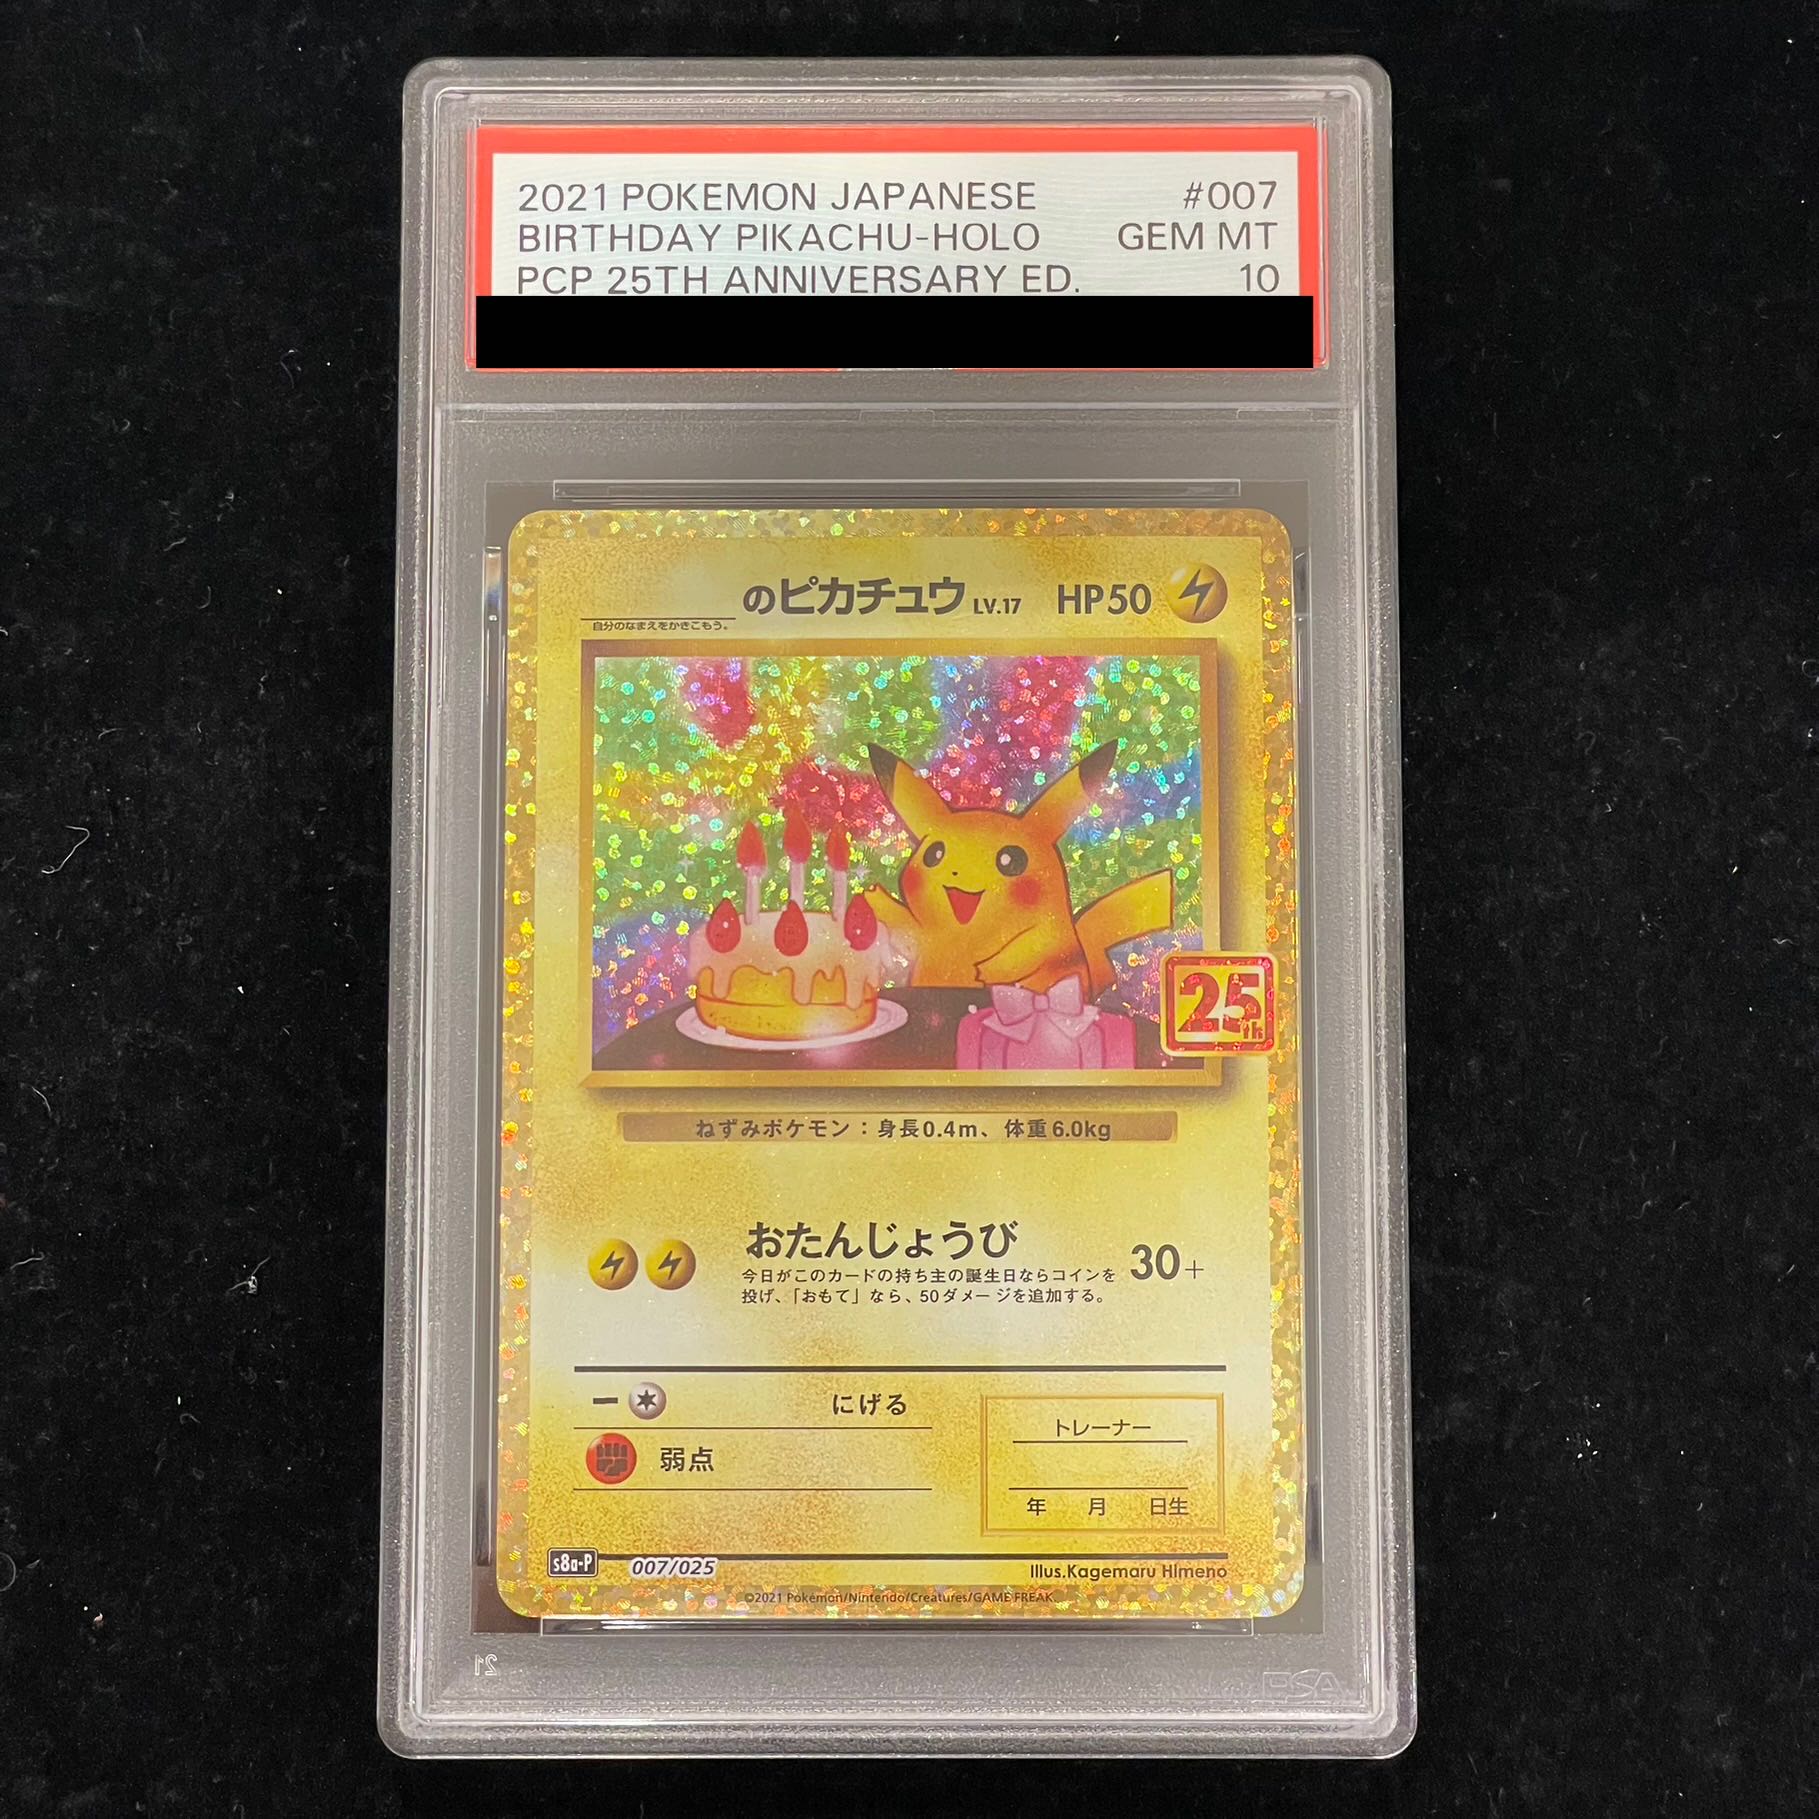 2021 POKEMON JAPANESE #007
BIRTHDAY PIKACHU-HOLO GEM MT
PCP 25TH ANNIVERSARY ED. 10
のピカチュウ LV.17 HP50
自分のなまえをかきこもう。
25th
ねずみポケモン：身長0.4m、体重6.0kg
おたんじょうび 30+
今日がこのカードの持ち主の誕生日ならコインを
投げ、「おもて」なら、50ダメージを追加する。
にげる
弱点
トレーナー
年 月 日生
s8a-P 007/025 Illus.Kagemaru Himeno
©2021 Pokémon/Nintendo/Creatures/GAME FREAK.
21 PSA